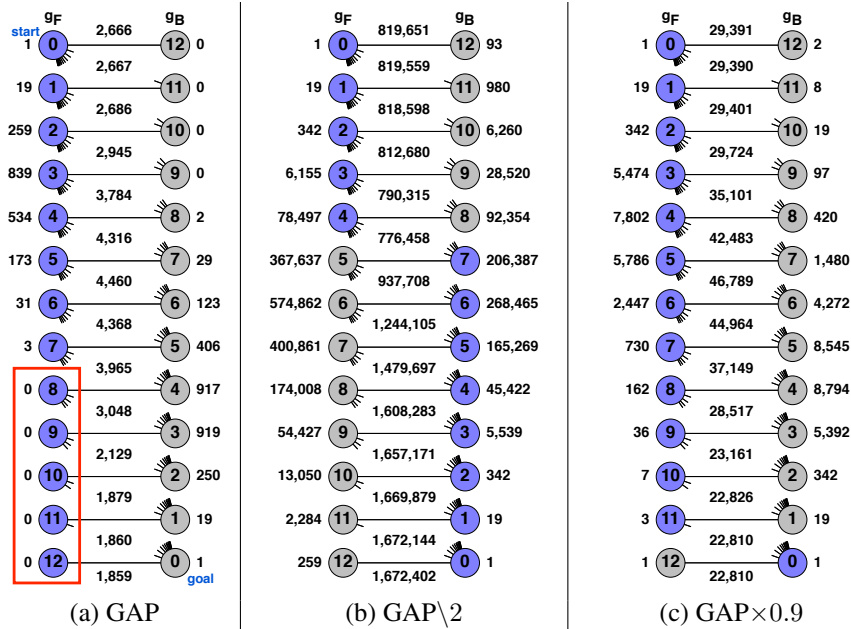 gF gB
start
2,666
1 0 12 0
2,667
19 1 11 0
2,686
259 2 10 0
2,945
839 3 9 0
3,784
534 4 8 2
4,316
173 5 7 29
4,460
31 6 6 123
4,368
3 7 5 406
3,965
0 8 4 917
3,048
0 9 3 919
2,129
0 10 2 250
1,879
0 11 1 19
1,860
0 12 0 1
1,859
goal
(a) GAP
gF gB
819,651
1 0 12 93
819,559
19 1 11 980
818,598
342 2 10 6,260
812,680
6,155 3 9 28,520
790,315
78,497 4 8 92,354
776,458
367,637 5 7 206,387
937,708
574,862 6 6 268,465
1,244,105
400,861 7 5 165,269
1,479,697
174,008 8 4 45,422
1,608,283
54,427 9 3 5,539
1,657,171
13,050 10 2 342
1,669,879
2,284 11 1 19
1,672,144
259 12 0 1
1,672,402
(b) GAP\2
gF gB
29,391
1 0 12 2
29,390
19 1 11 8
29,401
342 2 10 19
29,724
5,474 3 9 97
35,101
7,802 4 8 420
42,483
5,786 5 7 1,480
46,789
2,447 6 6 4,272
44,964
730 7 5 8,545
37,149
162 8 4 8,794
28,517
36 9 3 5,392
23,161
7 10 2 342
22,826
3 11 1 19
22,810
1 12 0 1
22,810
(c) GAP×0.9